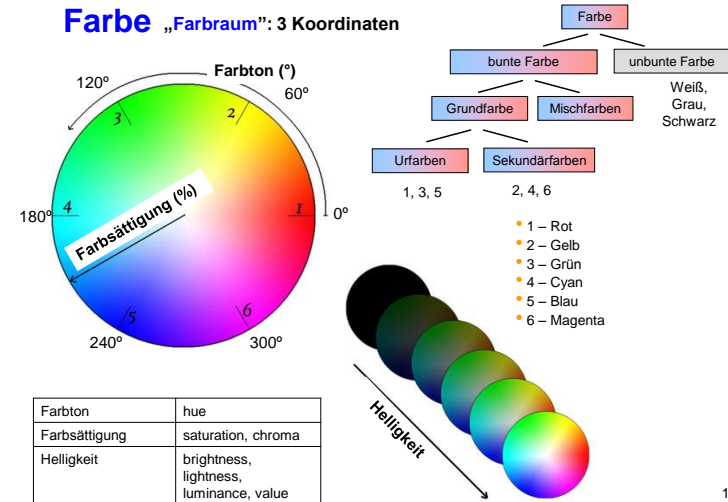 Farbe „Farbraum”: 3 Koordinaten
Farbton (°)
120º
60º
3
2
180º
4
1
0º
Farbsättigung (%)
5
6
240º
300º
Farbe
bunte Farbe
unbunte Farbe
Weiß,
Grau,
Schwarz
Grundfarbe
Mischfarben
Urfarben
Sekundärfarben
1, 3, 5
2, 4, 6
• 1 – Rot
• 2 – Gelb
• 3 – Grün
• 4 – Cyan
• 5 – Blau
• 6 – Magenta
Helligkeit
Farbton hue
Farbsättigung saturation, chroma
Helligkeit brightness,
lightness,
luminance, value
1